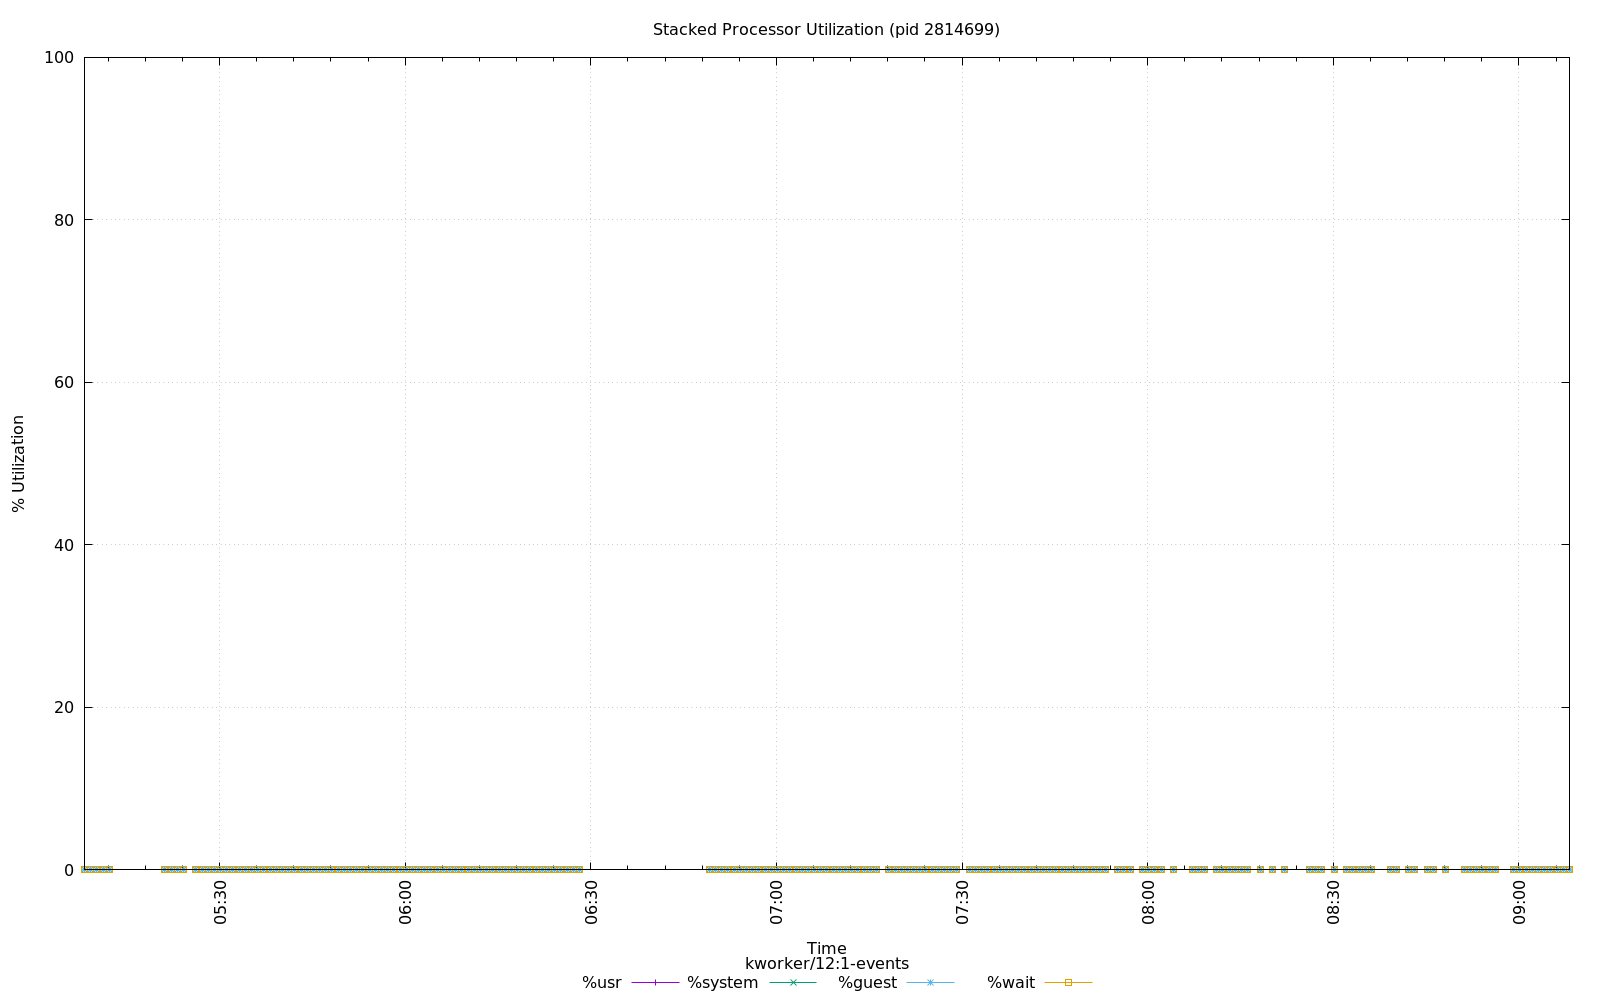 Stacked Processor Utilization (pid 2814699)
100
80
60
40
20
0
% Utilization
05:30
06:00
06:30
07:00
07:30
08:00
08:30
09:00
Time
kworker/12:1-events
%usr %system %guest %wait